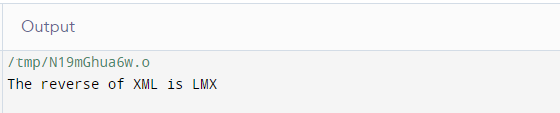 Output
/tmp/N19mGhua6w.o
The reverse of XML is LMX